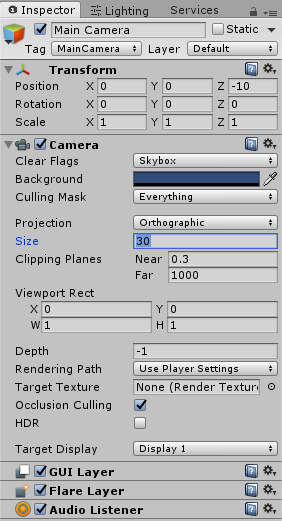 Inspector Lighting Services
Main Camera Static
Tag MainCamera Layer Default
Transform
Position X 0 Y 0 Z -10
Rotation X 0 Y 0 Z 0
Scale X 1 Y 1 Z 1
Camera
Clear Flags Skybox
Background
Culling Mask Everything
Projection Orthographic
Size 30
Clipping Planes Near 0.3
Far 1000
Viewport Rect
X 0 Y 0
W 1 H 1
Depth -1
Rendering Path Use Player Settings
Target Texture None (Render Texture
Occlusion Culling
HDR
Target Display Display 1
GUI Layer
Flare Layer
Audio Listener